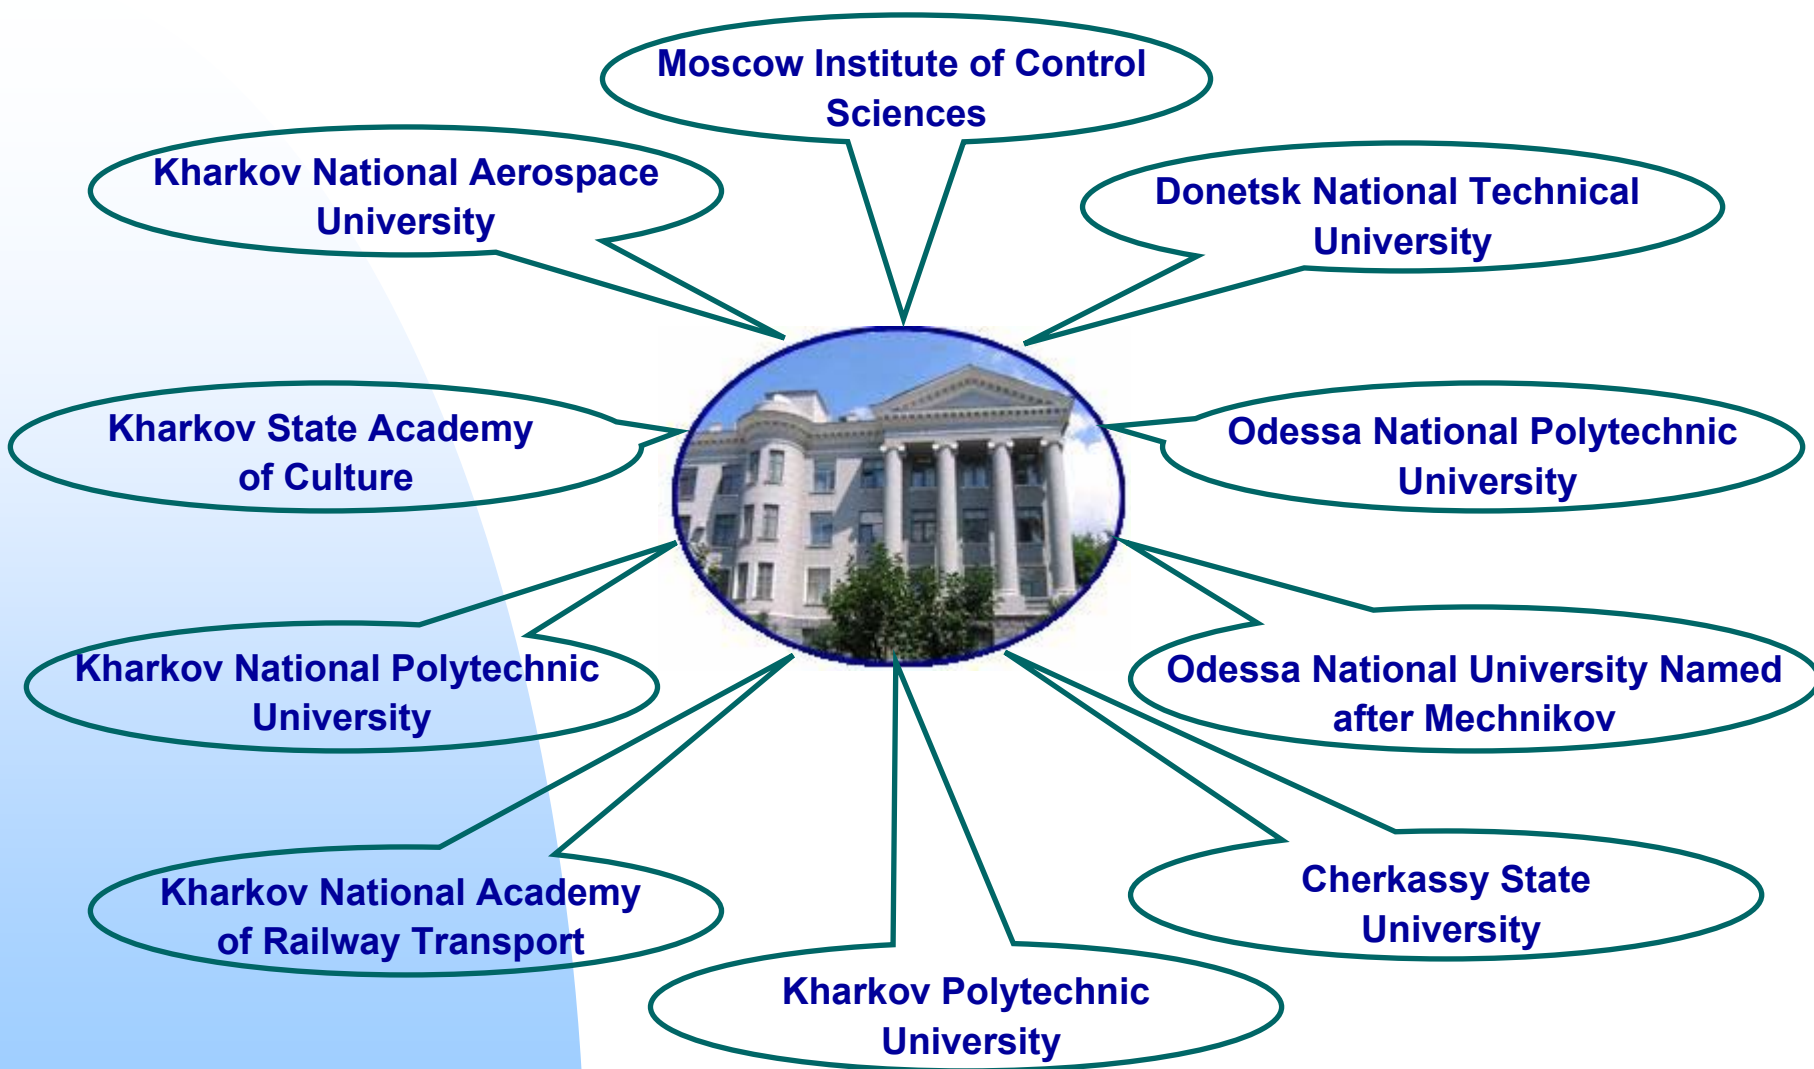 Moscow Institute of Control
Sciences
Kharkov National Aerospace
University
Donetsk National Technical
University
Kharkov State Academy
of Culture
Odessa National Polytechnic
University
Kharkov National Polytechnic
University
Odessa National University Named
after Mechnikov
Kharkov National Academy
of Railway Transport
Cherkassy State
University
Kharkov Polytechnic
University